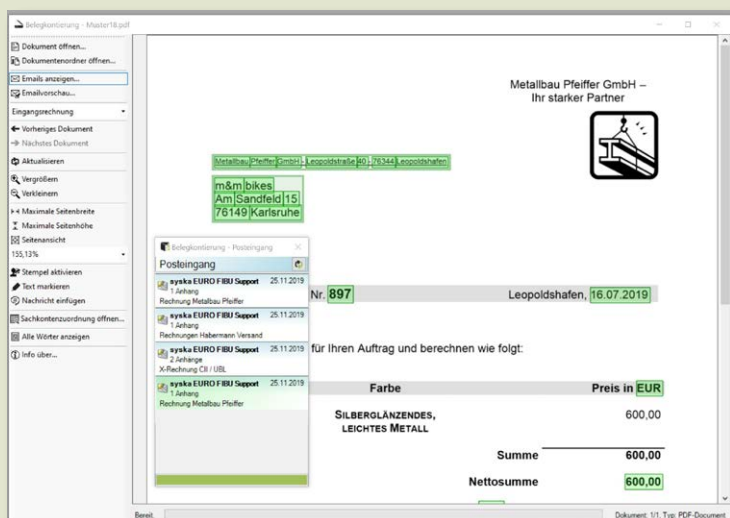 Belegkontierung - Master18.pdf
Dokument öffnen...
Dokumentenordner öffnen...
Emails anzeigen...
Emailvorschau...
Eingangsrechnung
Vorheriges Dokument
Nächstes Dokument
Aktualisieren
Vergrößern
Verkleinern
Maximale Seitenbreite
Maximale Seitenhöhe
Seitenansicht
155,13%
Stempel aktivieren
Text markieren
Nachricht einfügen
Sachkontenzuordnung öffnen...
Alle Wörter anzeigen
Info über...
Metallbau Pfeiffer GmbH –
Ihr starker Partner
Metallbau Pfeiffer GmbH - Leopoldstraße 40 - 76344 Leopoldshafen
m&m bikes
Am Sandfeld 15
76149 Karlsruhe
Belegkontierung - Posteingang
Posteingang
syska EURO FIBU Support 25.11.2019
1 Anhang
Rechnung Metallbau Pfeiffer
syska EURO FIBU Support 25.11.2019
1 Anhang
Rechnungen Habermann Versand
syska EURO FIBU Support 25.11.2019
2 Anhänge
X-Rechnung CII / UBL
syska EURO FIBU Support 25.11.2019
1 Anhang
Rechnung Metallbau Pfeiffer
Nr. 897 Leopoldshafen, 16.07.2019
für Ihren Auftrag und berechnen wie folgt:
Farbe Preis in EUR
SILBERGLÄNZENDES, 600,00
LEICHTES METALL
Summe 600,00
Nettosumme 600,00
Bereit Dokument: 1/1, Typ: PDF-Document